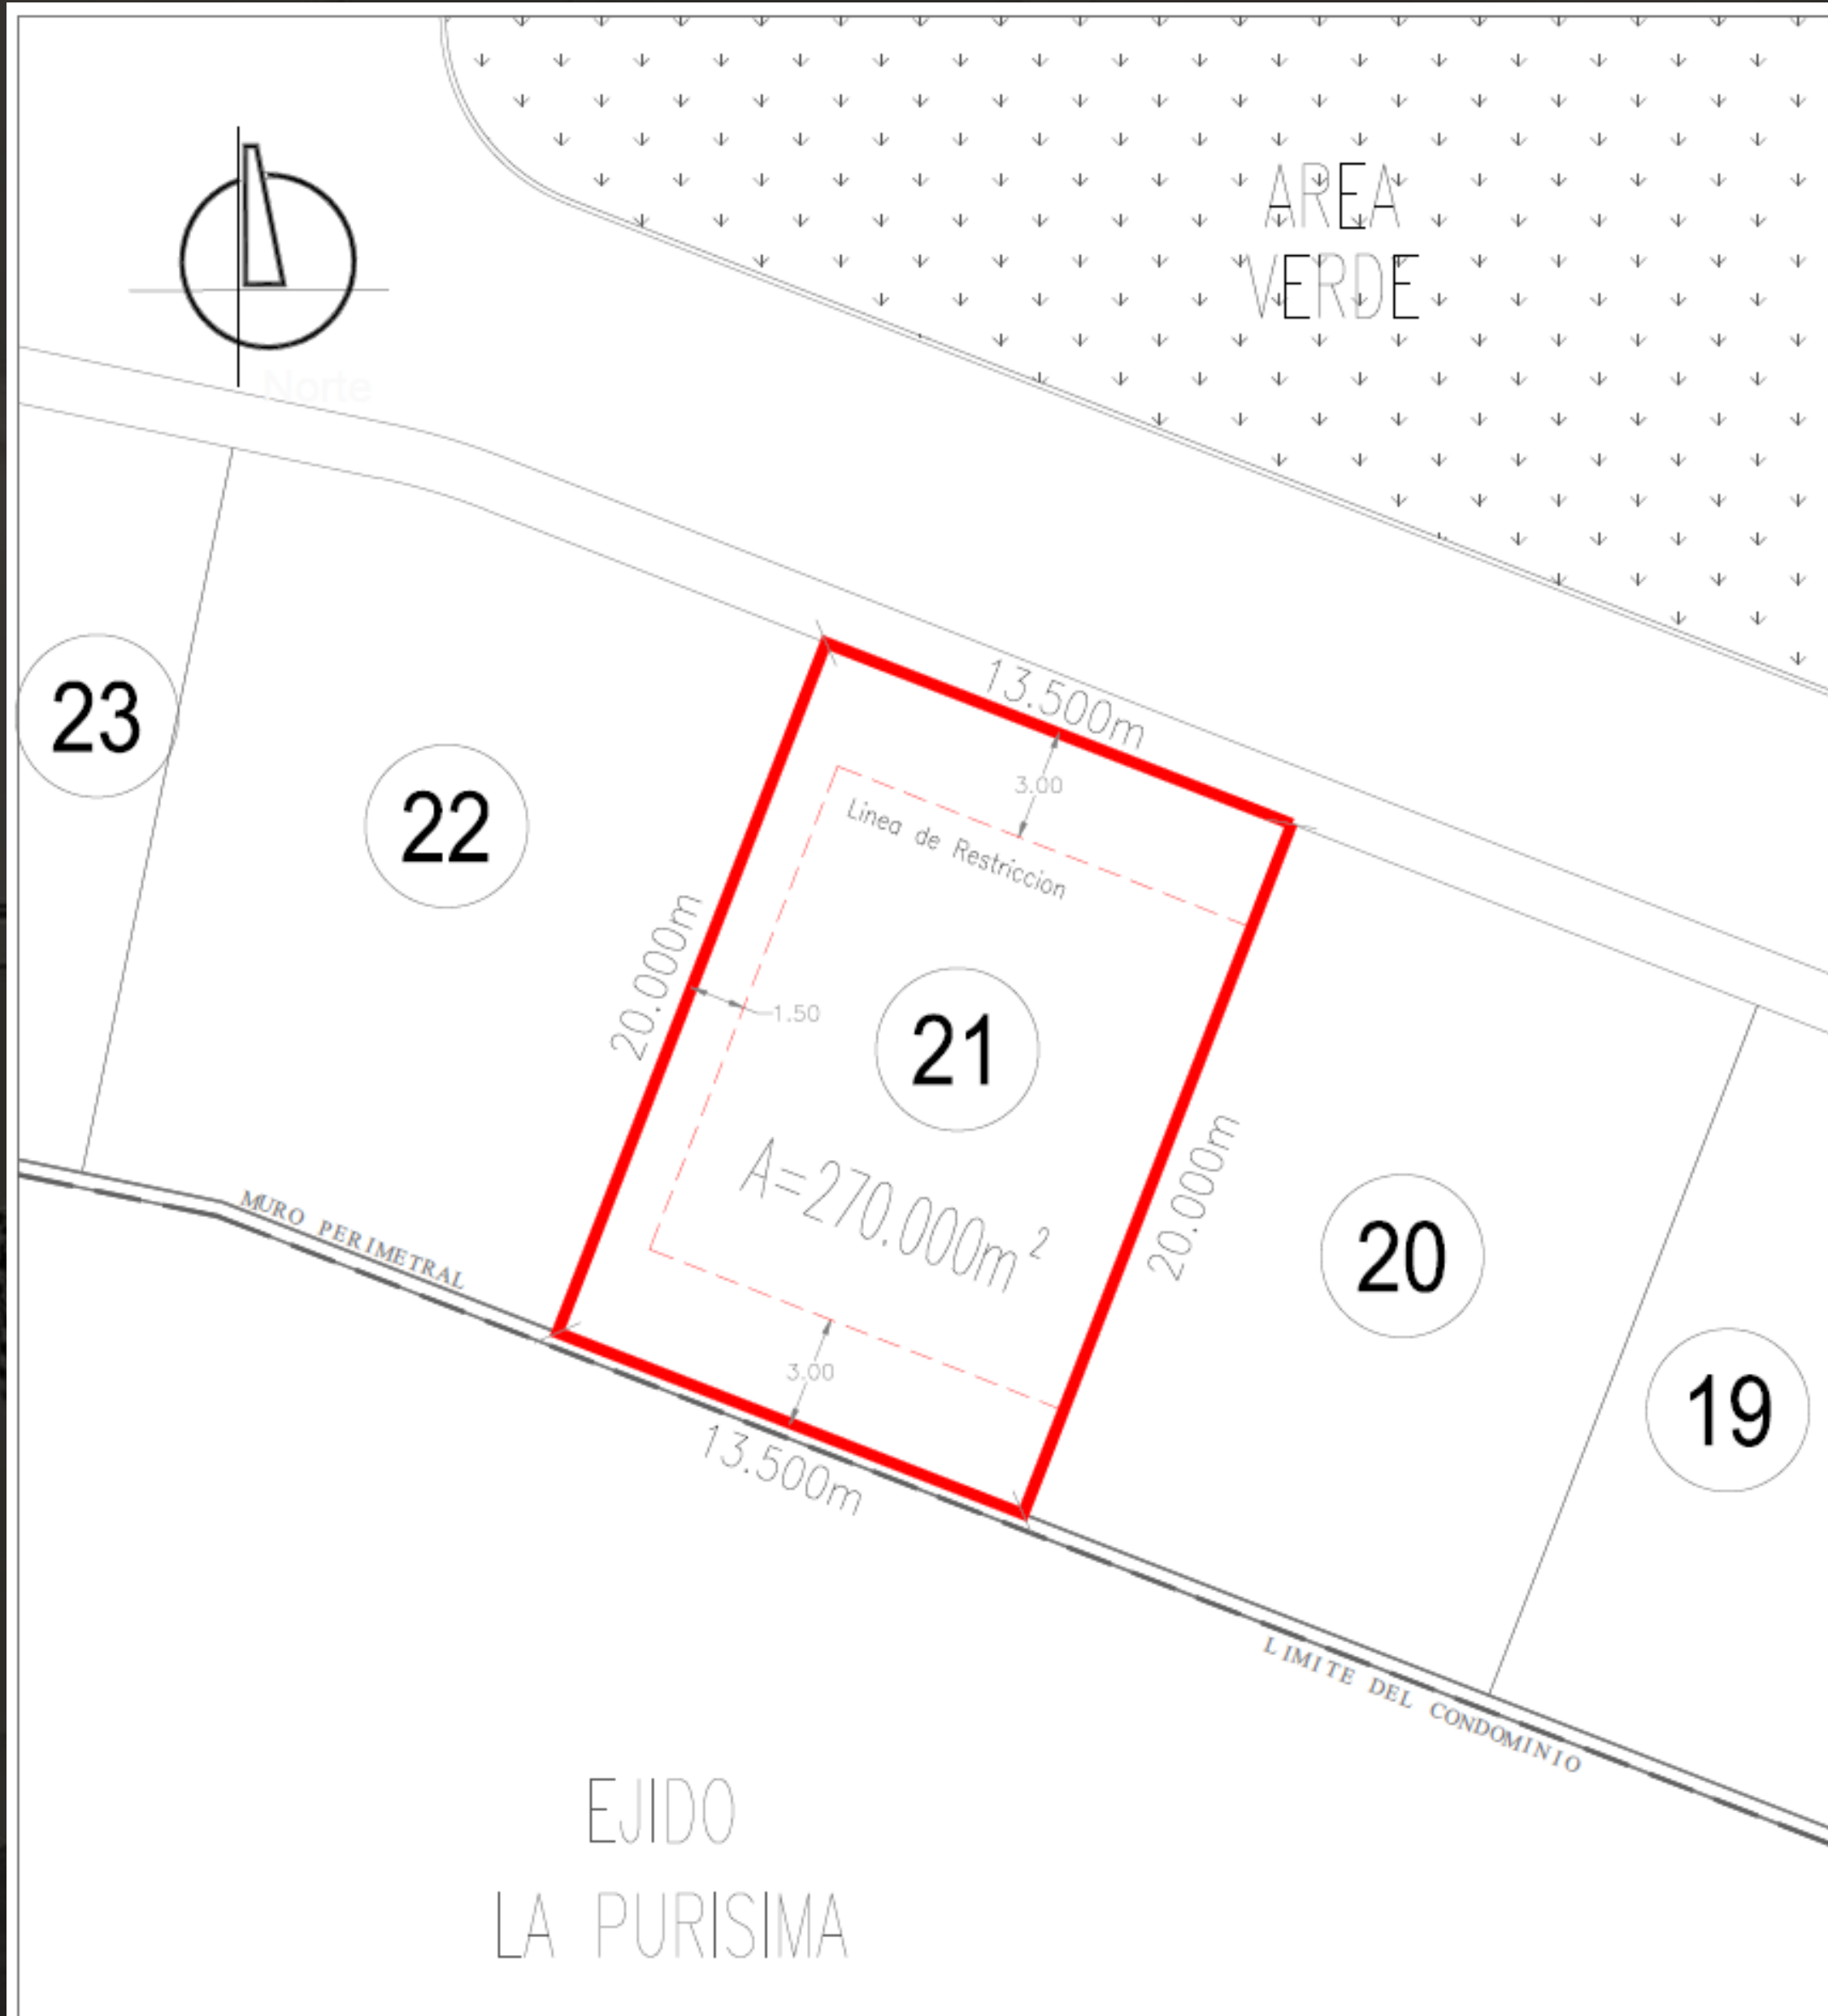 AREA
VERDE
Norte
23
22
13.500m
3.00
Linea de Restriccion
20.000m
1.50
21
A=270.000m²
20.000m
20
19
MURO PERIMETRAL
3.00
13.500m
LIMITE DEL CONDOMINIO
EJIDO
LA PURISIMA